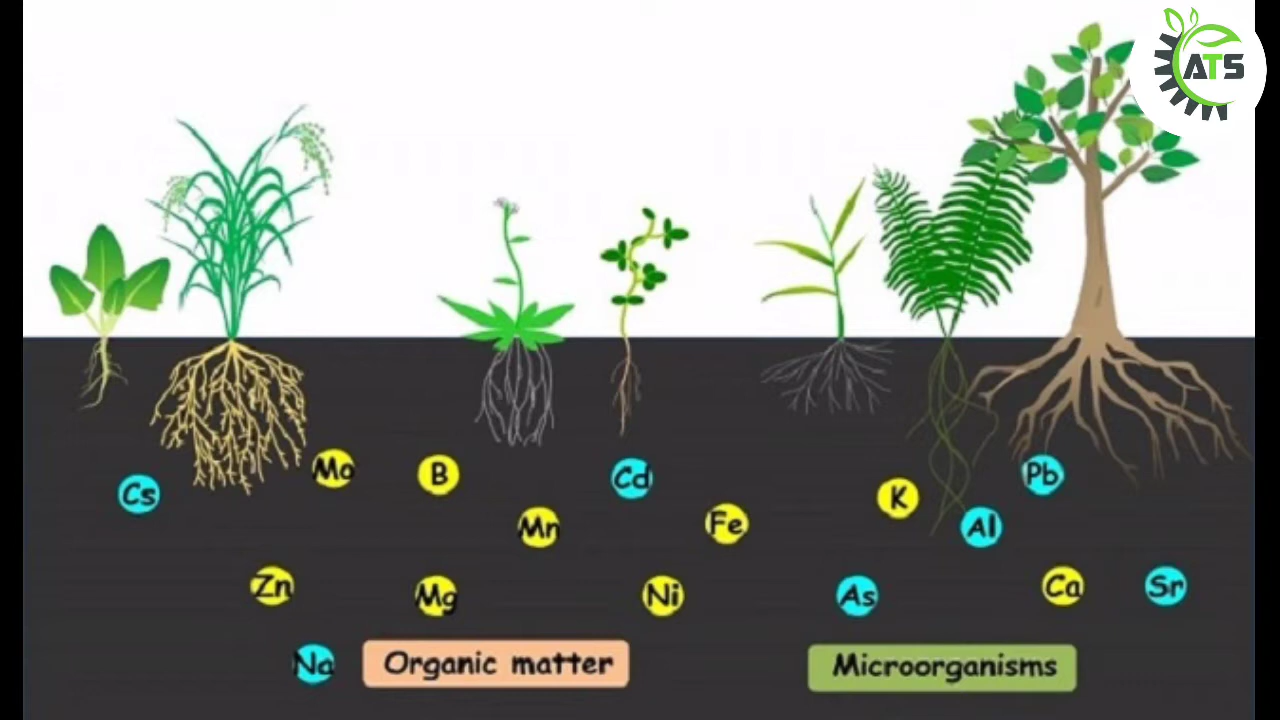 ATS
Mo
B
Cd
Pb
Cs
K
Mn
Fe
Al
Zn
Mg
Ni
As
Ca
Sr
Na
Organic matter
Microorganisms